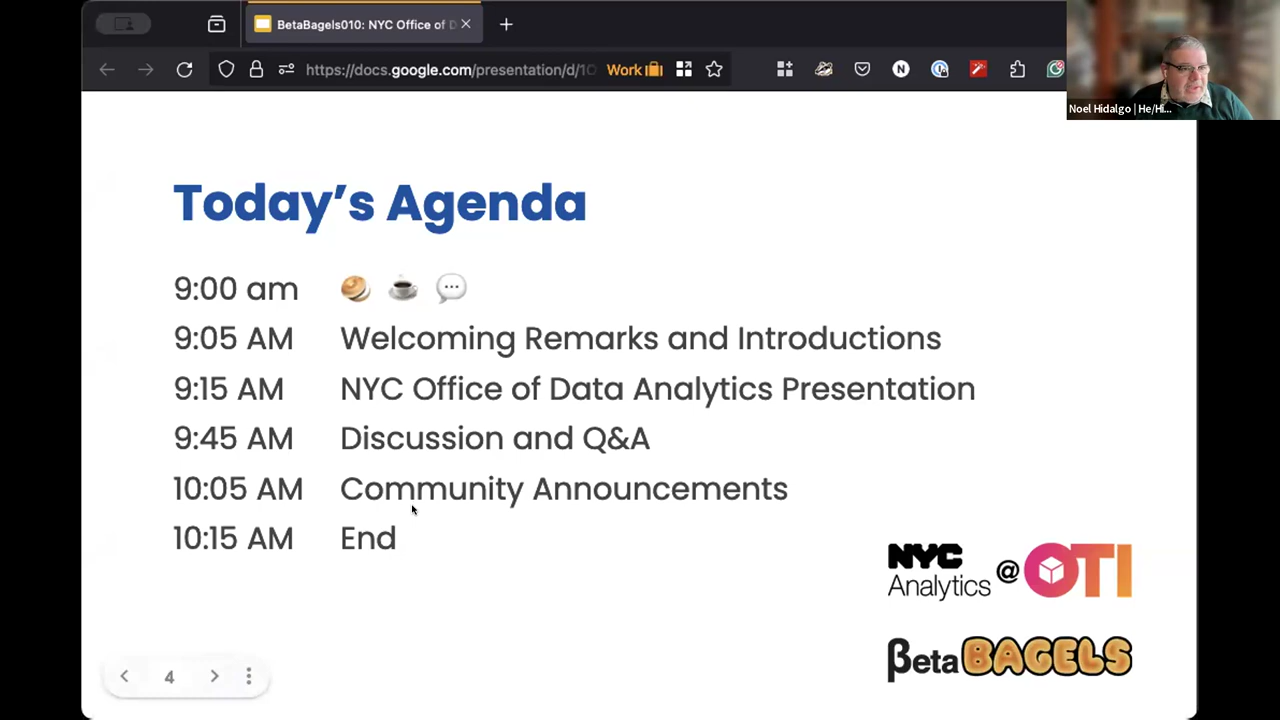 BetaBagels010: NYC Office of D
https://docs.google.com/presentation/d/1O
Work
N
Noel Hidalgo | He/Hi...
Today's Agenda
9:00 am
9:05 AM Welcoming Remarks and Introductions
9:15 AM NYC Office of Data Analytics Presentation
9:45 AM Discussion and Q&A
10:05 AM Community Announcements
10:15 AM End
NYC
Analytics @ OTI
βeta BAGELS
4